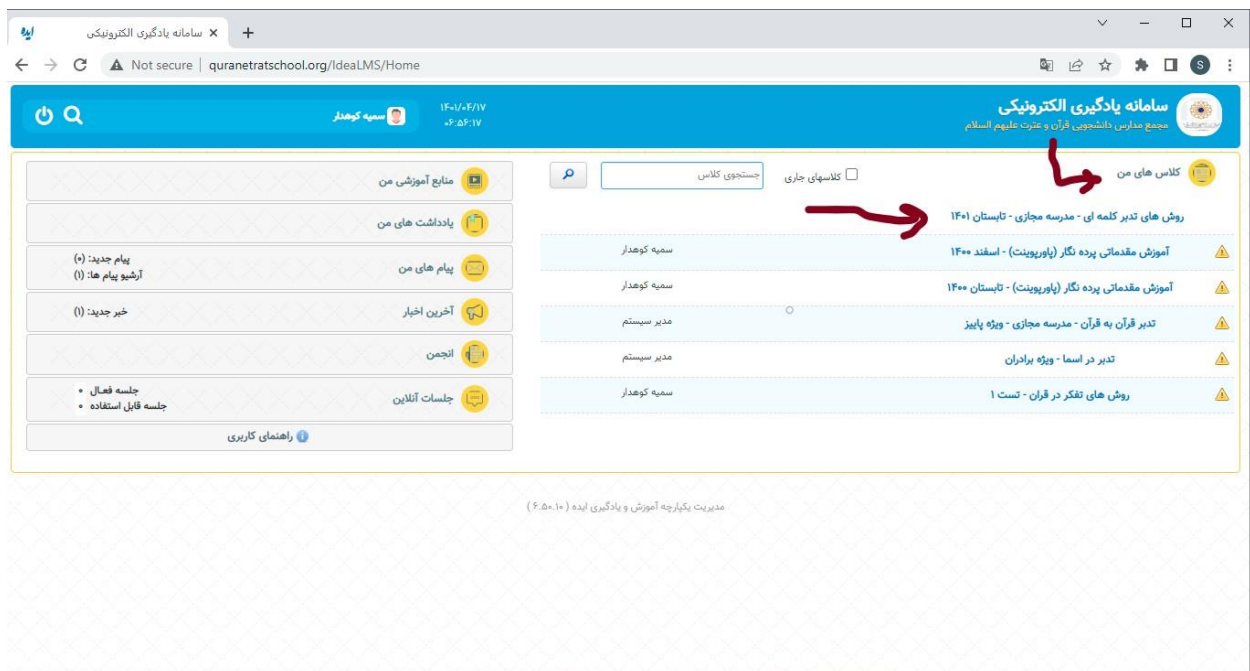 سامانه یادگیری الکترونیکی
Not secure | quranetratschool.org/IdeaLMS/Home
S
سامانه یادگیری الکترونیکی
مجمع مدارس دانشجویی قرآن و عترت علیهم السلام
۱۴۰۱/۰۴/۱۷
۰۶:۵۶:۱۷
سمیه کوهدار
کلاس های من
کلاسهای جاری
جستجوی کلاس
روش های تدبر کلمه ای - مدرسه مجازی - تابستان ۱۴۰۱
آموزش مقدماتی پرده نگار (پاورپوینت) - اسفند ۱۴۰۰ سمیه کوهدار
آموزش مقدماتی پرده نگار (پاورپوینت) - تابستان ۱۴۰۰ سمیه کوهدار
تدبر قرآن به قرآن - مدرسه مجازی - ویژه پاییز مدیر سیستم
تدبر در اسما - ویژه برادران مدیر سیستم
روش های تفکر در قران - تست ۱ سمیه کوهدار
منابع آموزشی من
یادداشت های من
پیام های من
پیام جدید: (۰)
آرشیو پیام ها: (۱)
آخرین اخبار
خبر جدید: (۱)
انجمن
جلسات آنلاین
جلسه فعال ۰
جلسه قابل استفاده ۰
راهنمای کاربری
مدیریت یکپارچه آموزش و یادگیری ایده ( ۶.۵۰.۱۰ )